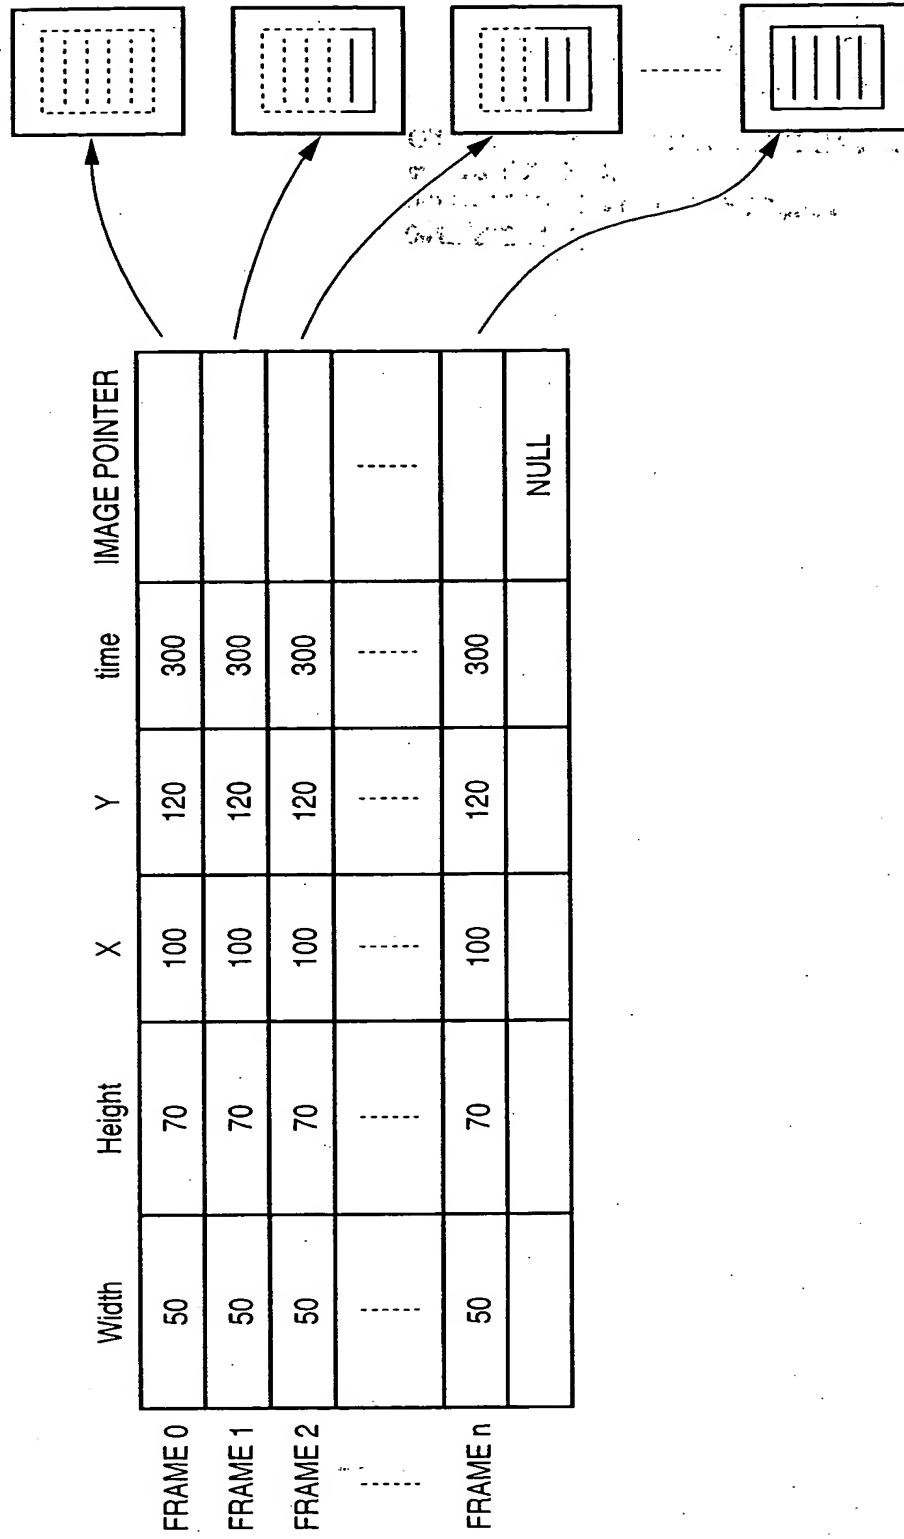 Width Height X Y time IMAGE POINTER
FRAME 0 50 70 100 120 300
FRAME 1 50 70 100 120 300
FRAME 2 50 70 100 120 300
FRAME n 50 70 100 120 300
NULL